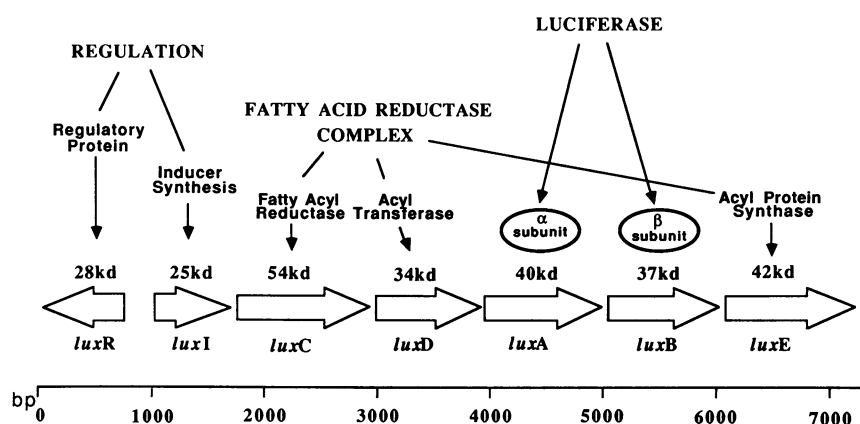 LUCIFERASE
REGULATION
FATTY ACID REDUCTASE
COMPLEX
Regulatory
Protein
Inducer
Synthesis
Fatty Acyl
Reductase
Acyl
Transferase
α
subunit
β
subunit
Acyl Protein
Synthase
28kd 25kd 54kd 34kd 40kd 37kd 42kd
luxR luxI luxC luxD luxA luxB luxE
bp
0 1000 2000 3000 4000 5000 6000 7000